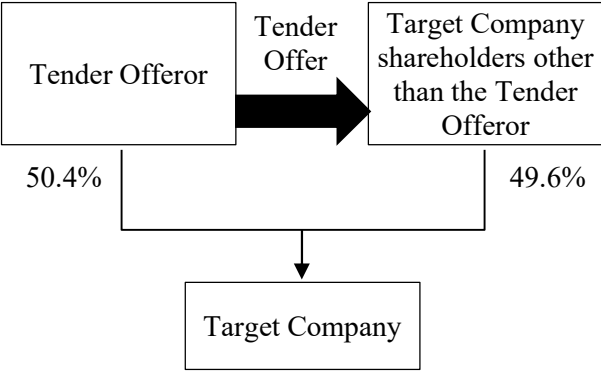 Tender Offeror
Tender
Offer
Target Company
shareholders other
than the Tender
Offeror
50.4%
49.6%
Target Company